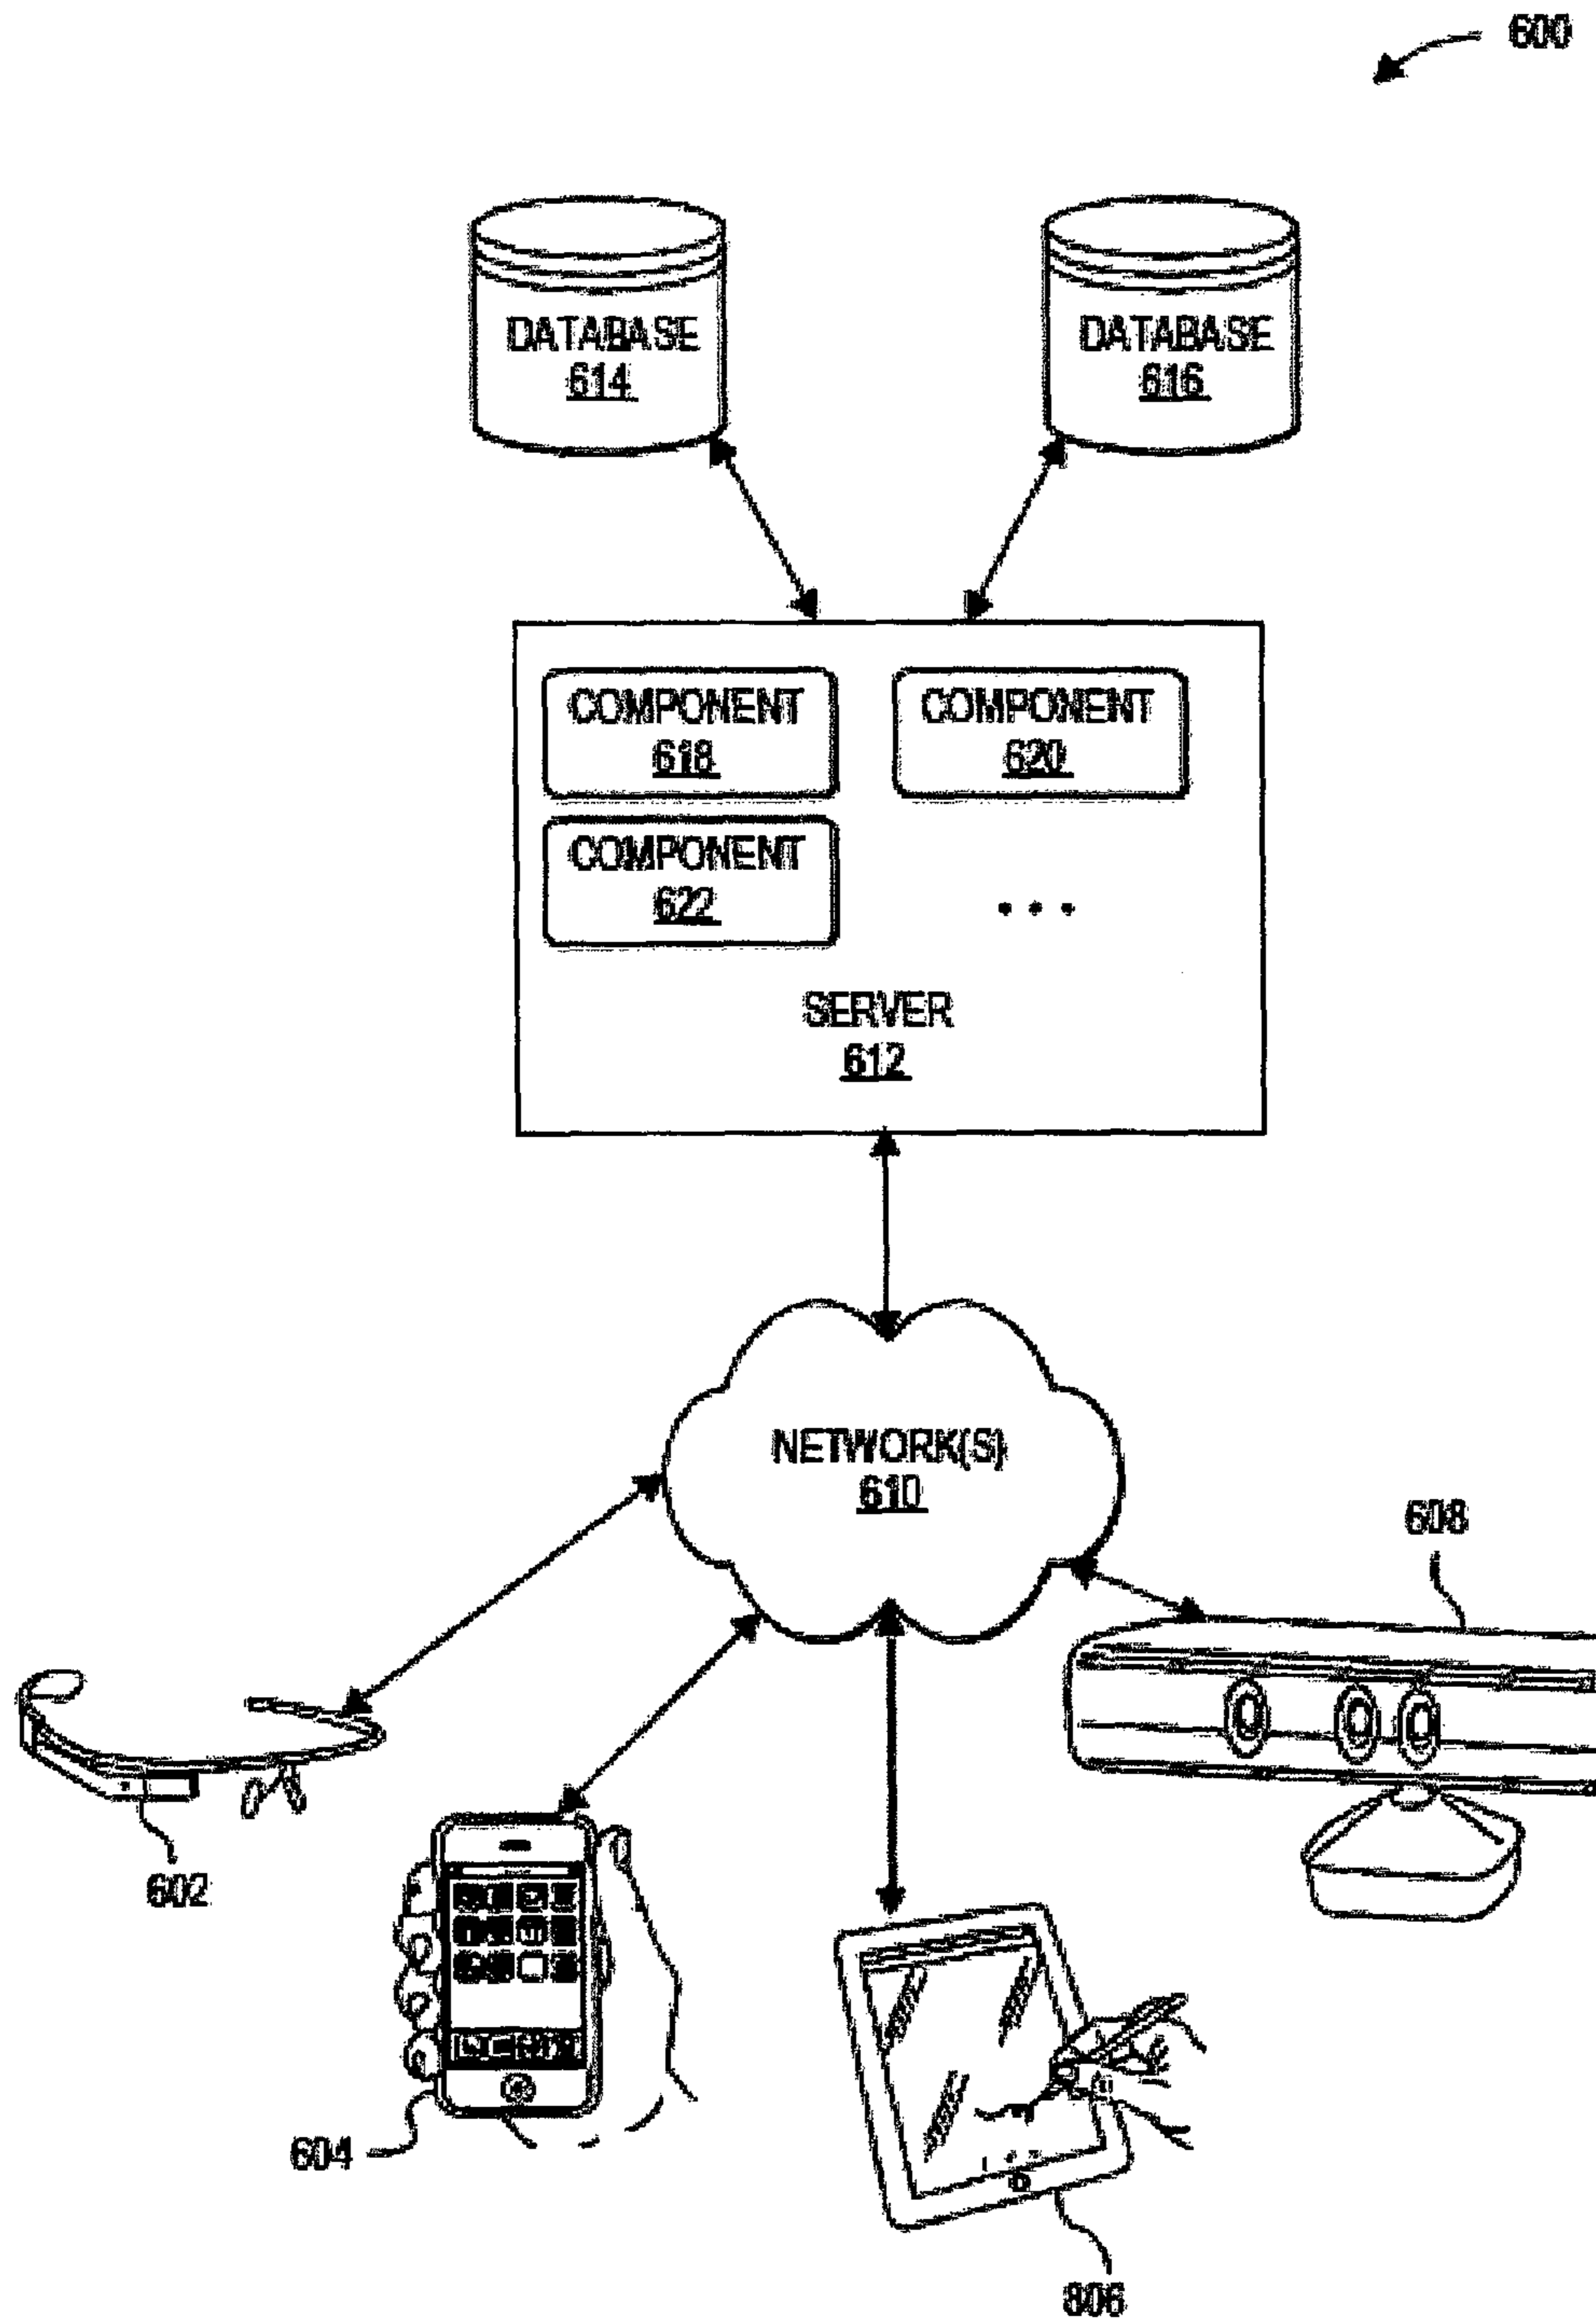 600
DATABASE
614
DATABASE
616
COMPONENT
618
COMPONENT
620
COMPONENT
622
...
SERVER
612
NETWORK(S)
610
608
602
604
806